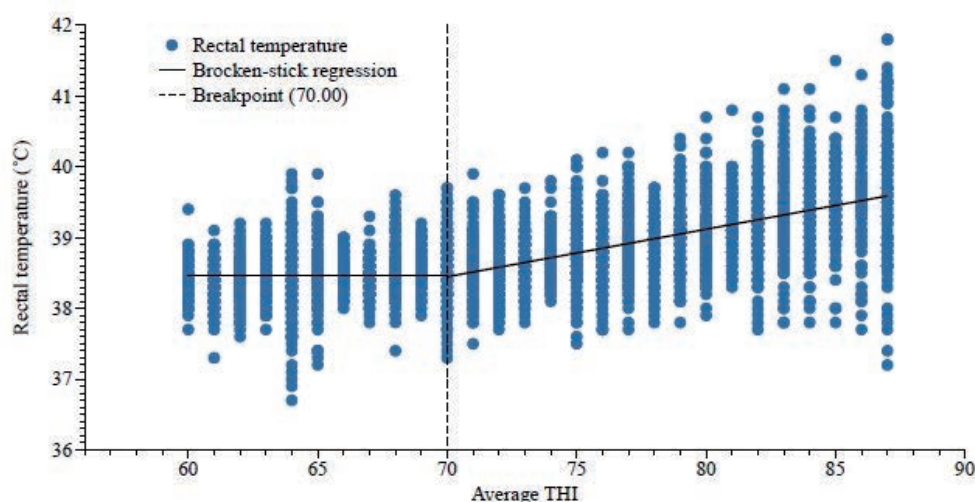 42
41
40
39
38
37
36
Rectal temperature (°C)
Rectal temperature
Brocken-stick regression
Breakpoint (70.00)
60 65 70 75 80 85 90
Average THI